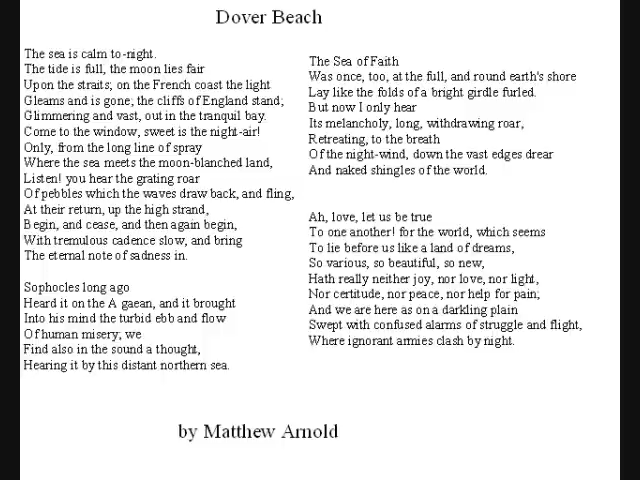 Dover Beach
The sea is calm to-night.
The tide is full, the moon lies fair
Upon the straits; on the French coast the light
Gleams and is gone; the cliffs of England stand;
Glimmering and vast, out in the tranquil bay.
Come to the window, sweet is the night-air!
Only, from the long line of spray
Where the sea meets the moon-blanched land,
Listen! you hear the grating roar
Of pebbles which the waves draw back, and fling,
At their return, up the high strand,
Begin, and cease, and then again begin,
With tremulous cadence slow, and bring
The eternal note of sadness in.
Sophocles long ago
Heard it on the A gaean, and it brought
Into his mind the turbid ebb and flow
Of human misery; we
Find also in the sound a thought,
Hearing it by this distant northern sea.
The Sea of Faith
Was once, too, at the full, and round earth's shore
Lay like the folds of a bright girdle furled.
But now I only hear
Its melancholy, long, withdrawing roar,
Retreating, to the breath
Of the night-wind, down the vast edges drear
And naked shingles of the world.
Ah, love, let us be true
To one another! for the world, which seems
To lie before us like a land of dreams,
So various, so beautiful, so new,
Hath really neither joy, nor love, nor light,
Nor certitude, nor peace, nor help for pain;
And we are here as on a darkling plain
Swept with confused alarms of struggle and flight,
Where ignorant armies clash by night.
by Matthew Arnold